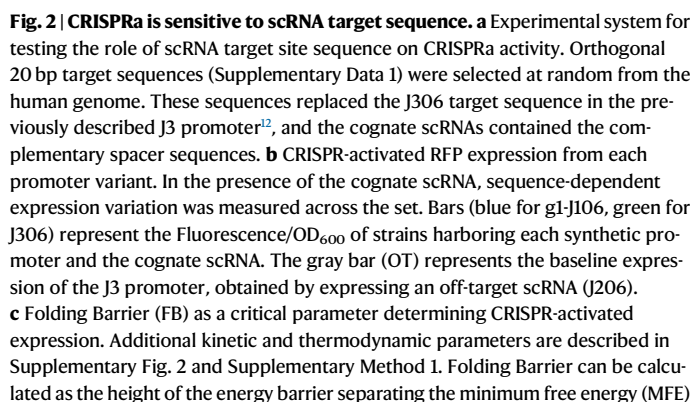 Fig. 2 | CRISPRa is sensitive to scRNA target sequence. a Experimental system for
testing the role of scRNA target site sequence on CRISPRa activity. Orthogonal
20 bp target sequences (Supplementary Data 1) were selected at random from the
human genome. These sequences replaced the J306 target sequence in the pre-
viously described J3 promoter¹², and the cognate scRNAs contained the com-
plementary spacer sequences. b CRISPR-activated RFP expression from each
promoter variant. In the presence of the cognate scRNA, sequence-dependent
expression variation was measured across the set. Bars (blue for g1-J106, green for
J306) represent the Fluorescence/OD₆₀₀ of strains harboring each synthetic pro-
moter and the cognate scRNA. The gray bar (OT) represents the baseline expres-
sion of the J3 promoter, obtained by expressing an off-target scRNA (J206).
c Folding Barrier (FB) as a critical parameter determining CRISPR-activated
expression. Additional kinetic and thermodynamic parameters are described in
Supplementary Fig. 2 and Supplementary Method 1. Folding Barrier can be calcu-
lated as the height of the energy barrier separating the minimum free energy (MFE)